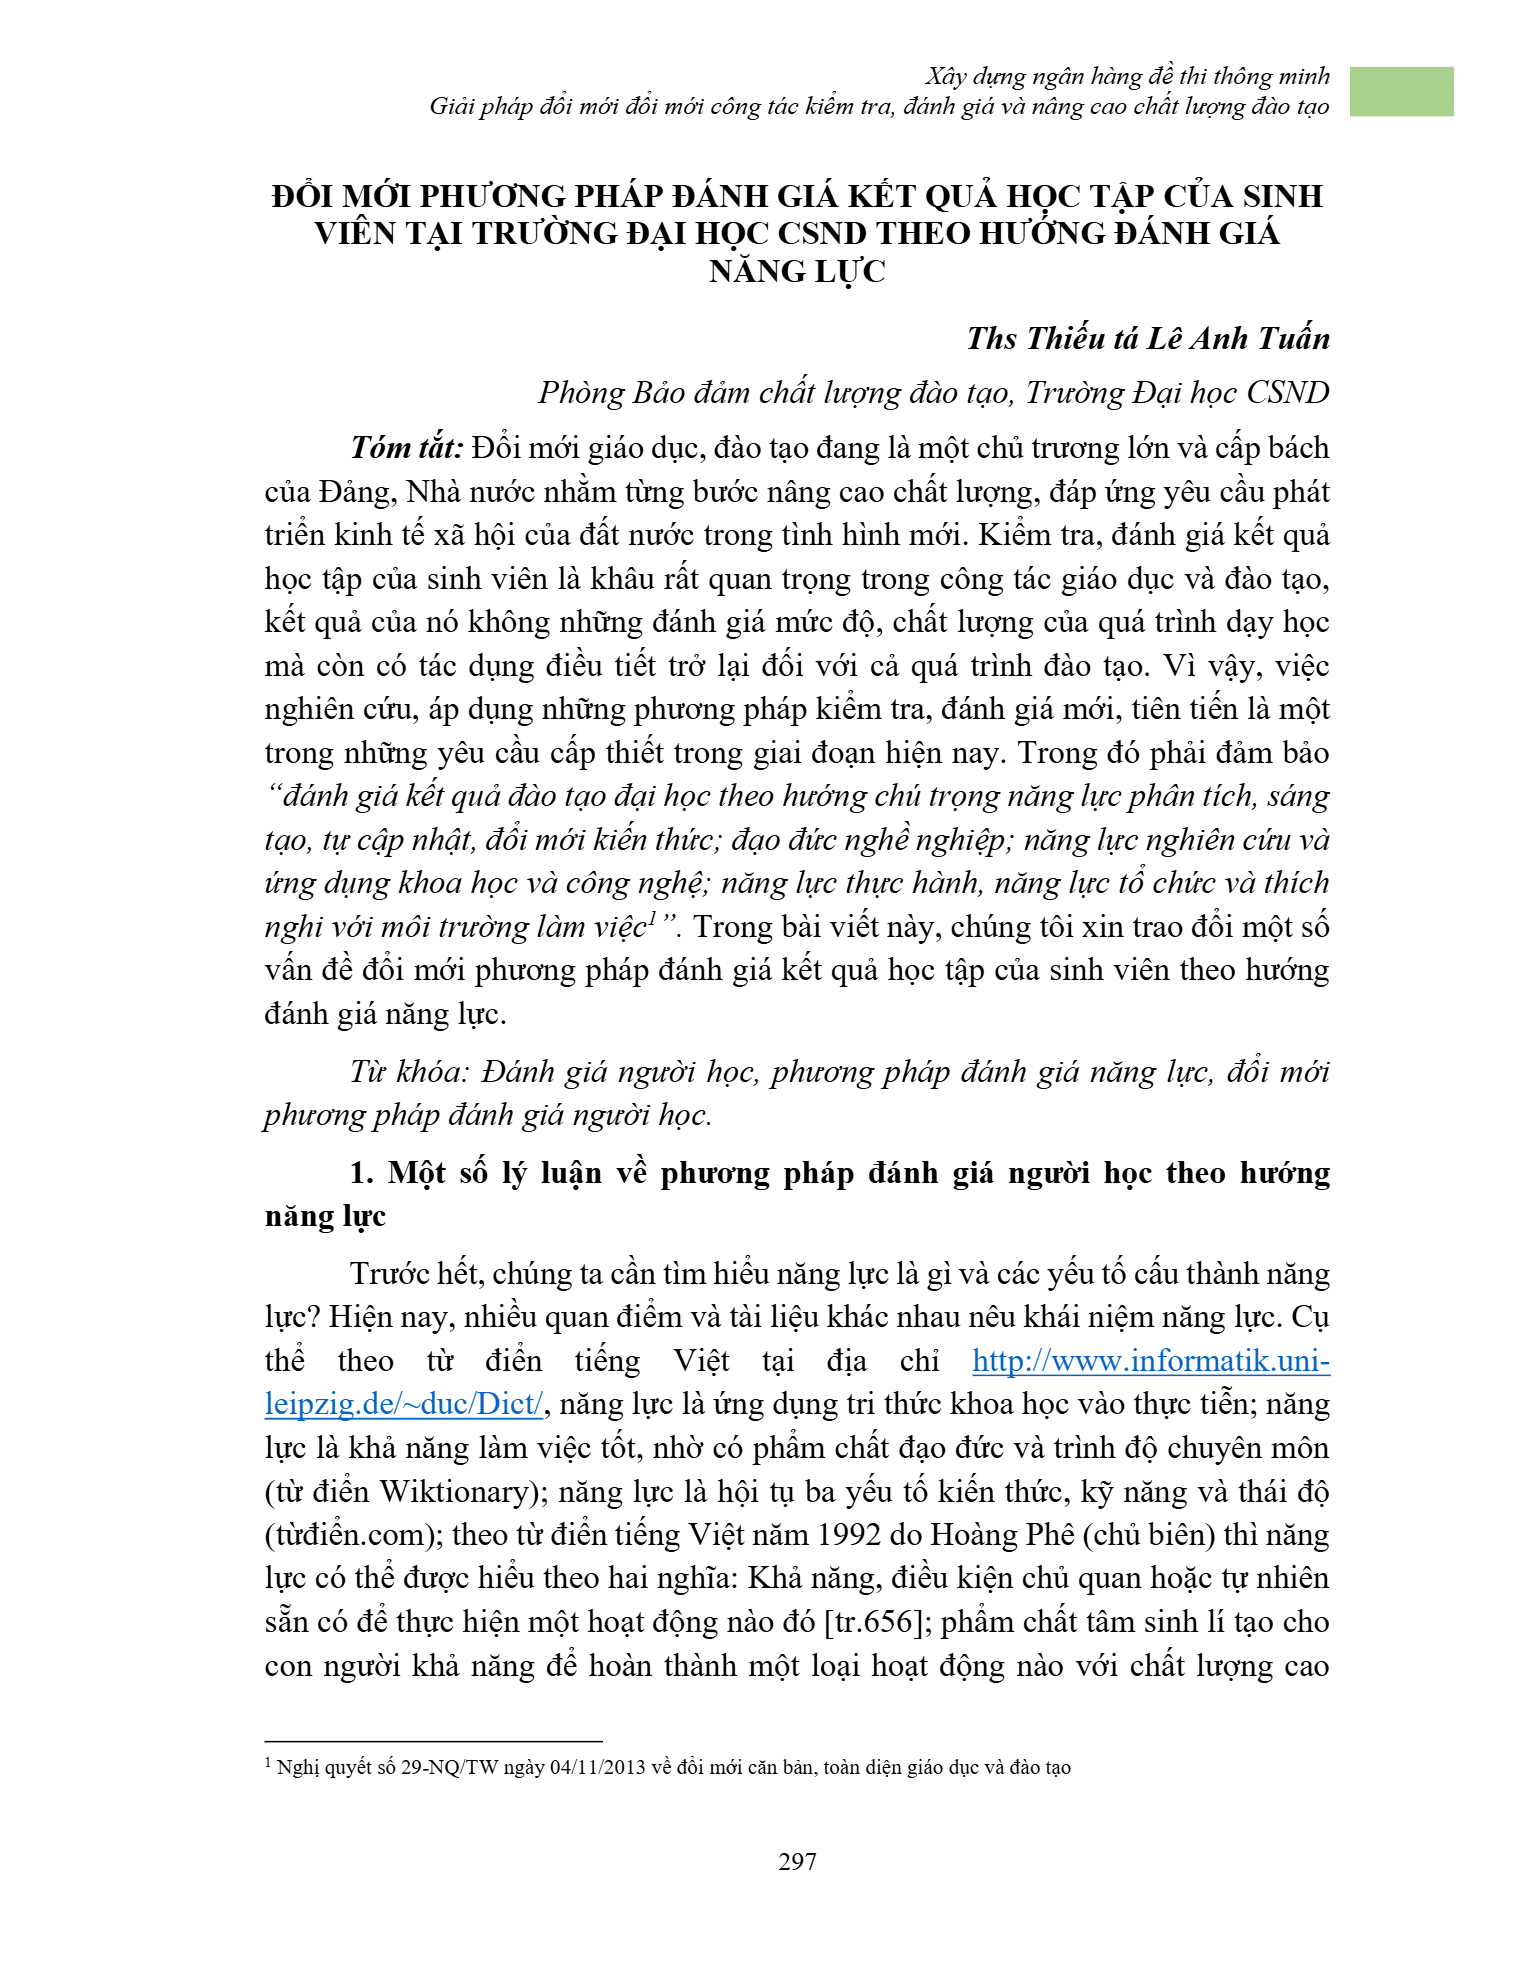 Xây dựng ngân hàng đề thi thông minh
Giải pháp đổi mới đổi mới công tác kiểm tra, đánh giá và nâng cao chất lượng đào tạo
ĐỔI MỚI PHƯƠNG PHÁP ĐÁNH GIÁ KẾT QUẢ HỌC TẬP CỦA SINH
VIÊN TẠI TRƯỜNG ĐẠI HỌC CSND THEO HƯỚNG ĐÁNH GIÁ
NĂNG LỰC
Ths Thiếu tá Lê Anh Tuấn
Phòng Bảo đảm chất lượng đào tạo, Trường Đại học CSND
Tóm tắt: Đổi mới giáo dục, đào tạo đang là một chủ trương lớn và cấp bách
của Đảng, Nhà nước nhằm từng bước nâng cao chất lượng, đáp ứng yêu cầu phát
triển kinh tế xã hội của đất nước trong tình hình mới. Kiểm tra, đánh giá kết quả
học tập của sinh viên là khâu rất quan trọng trong công tác giáo dục và đào tạo,
kết quả của nó không những đánh giá mức độ, chất lượng của quá trình dạy học
mà còn có tác dụng điều tiết trở lại đối với cả quá trình đào tạo. Vì vậy, việc
nghiên cứu, áp dụng những phương pháp kiểm tra, đánh giá mới, tiên tiến là một
trong những yêu cầu cấp thiết trong giai đoạn hiện nay. Trong đó phải đảm bảo
“đánh giá kết quả đào tạo đại học theo hướng chú trọng năng lực phân tích, sáng
tạo, tự cập nhật, đổi mới kiến thức; đạo đức nghề nghiệp; năng lực nghiên cứu và
ứng dụng khoa học và công nghệ; năng lực thực hành, năng lực tổ chức và thích
nghi với môi trường làm việc1”. Trong bài viết này, chúng tôi xin trao đổi một số
vấn đề đổi mới phương pháp đánh giá kết quả học tập của sinh viên theo hướng
đánh giá năng lực.
Từ khóa: Đánh giá người học, phương pháp đánh giá năng lực, đổi mới
phương pháp đánh giá người học.
1. Một số lý luận về phương pháp đánh giá người học theo hướng
năng lực
Trước hết, chúng ta cần tìm hiểu năng lực là gì và các yếu tố cấu thành năng
lực? Hiện nay, nhiều quan điểm và tài liệu khác nhau nêu khái niệm năng lực. Cụ
thể theo từ điển tiếng Việt tại địa chỉ http://www.informatik.uni-
leipzig.de/~duc/Dict/, năng lực là ứng dụng tri thức khoa học vào thực tiễn; năng
lực là khả năng làm việc tốt, nhờ có phẩm chất đạo đức và trình độ chuyên môn
(từ điển Wiktionary); năng lực là hội tụ ba yếu tố kiến thức, kỹ năng và thái độ
(từđiển.com); theo từ điển tiếng Việt năm 1992 do Hoàng Phê (chủ biên) thì năng
lực có thể được hiểu theo hai nghĩa: Khả năng, điều kiện chủ quan hoặc tự nhiên
sẵn có để thực hiện một hoạt động nào đó [tr.656]; phẩm chất tâm sinh lí tạo cho
con người khả năng để hoàn thành một loại hoạt động nào với chất lượng cao
1 Nghị quyết số 29-NQ/TW ngày 04/11/2013 về đổi mới căn bản, toàn diện giáo dục và đào tạo
297